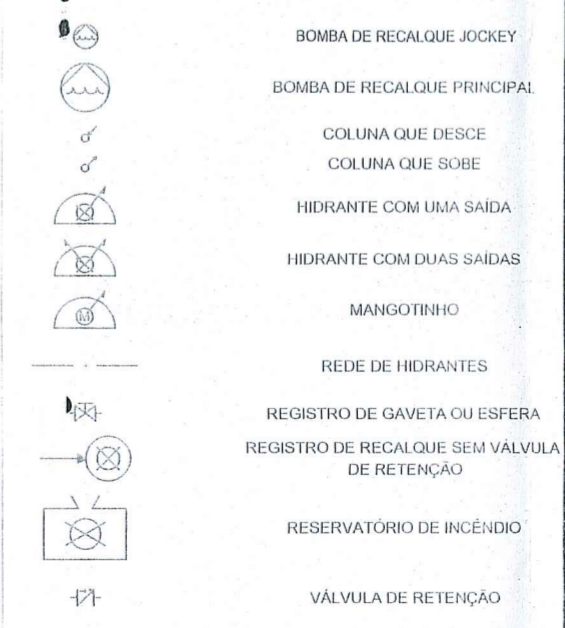 BOMBA DE RECALQUE JOCKEY
BOMBA DE RECALQUE PRINCIPAL
COLUNA QUE DESCE
COLUNA QUE SOBE
HIDRANTE COM UMA SAÍDA
HIDRANTE COM DUAS SAÍDAS
M MANGOTINHO
REDE DE HIDRANTES
REGISTRO DE GAVETA OU ESFERA
REGISTRO DE RECALQUE SEM VÁLVULA
DE RETENÇÃO
RESERVATÓRIO DE INCÊNDIO
VÁLVULA DE RETENÇÃO